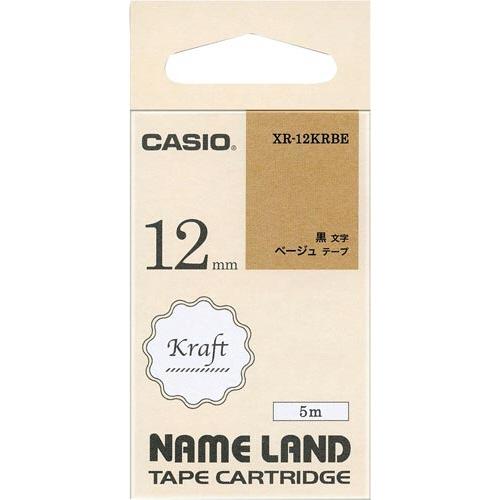 CASIO®
XR-12KRBE
黒 文字
ベージュ テープ
12mm
Kraft
5m
NAME LAND
TAPE CARTRIDGE